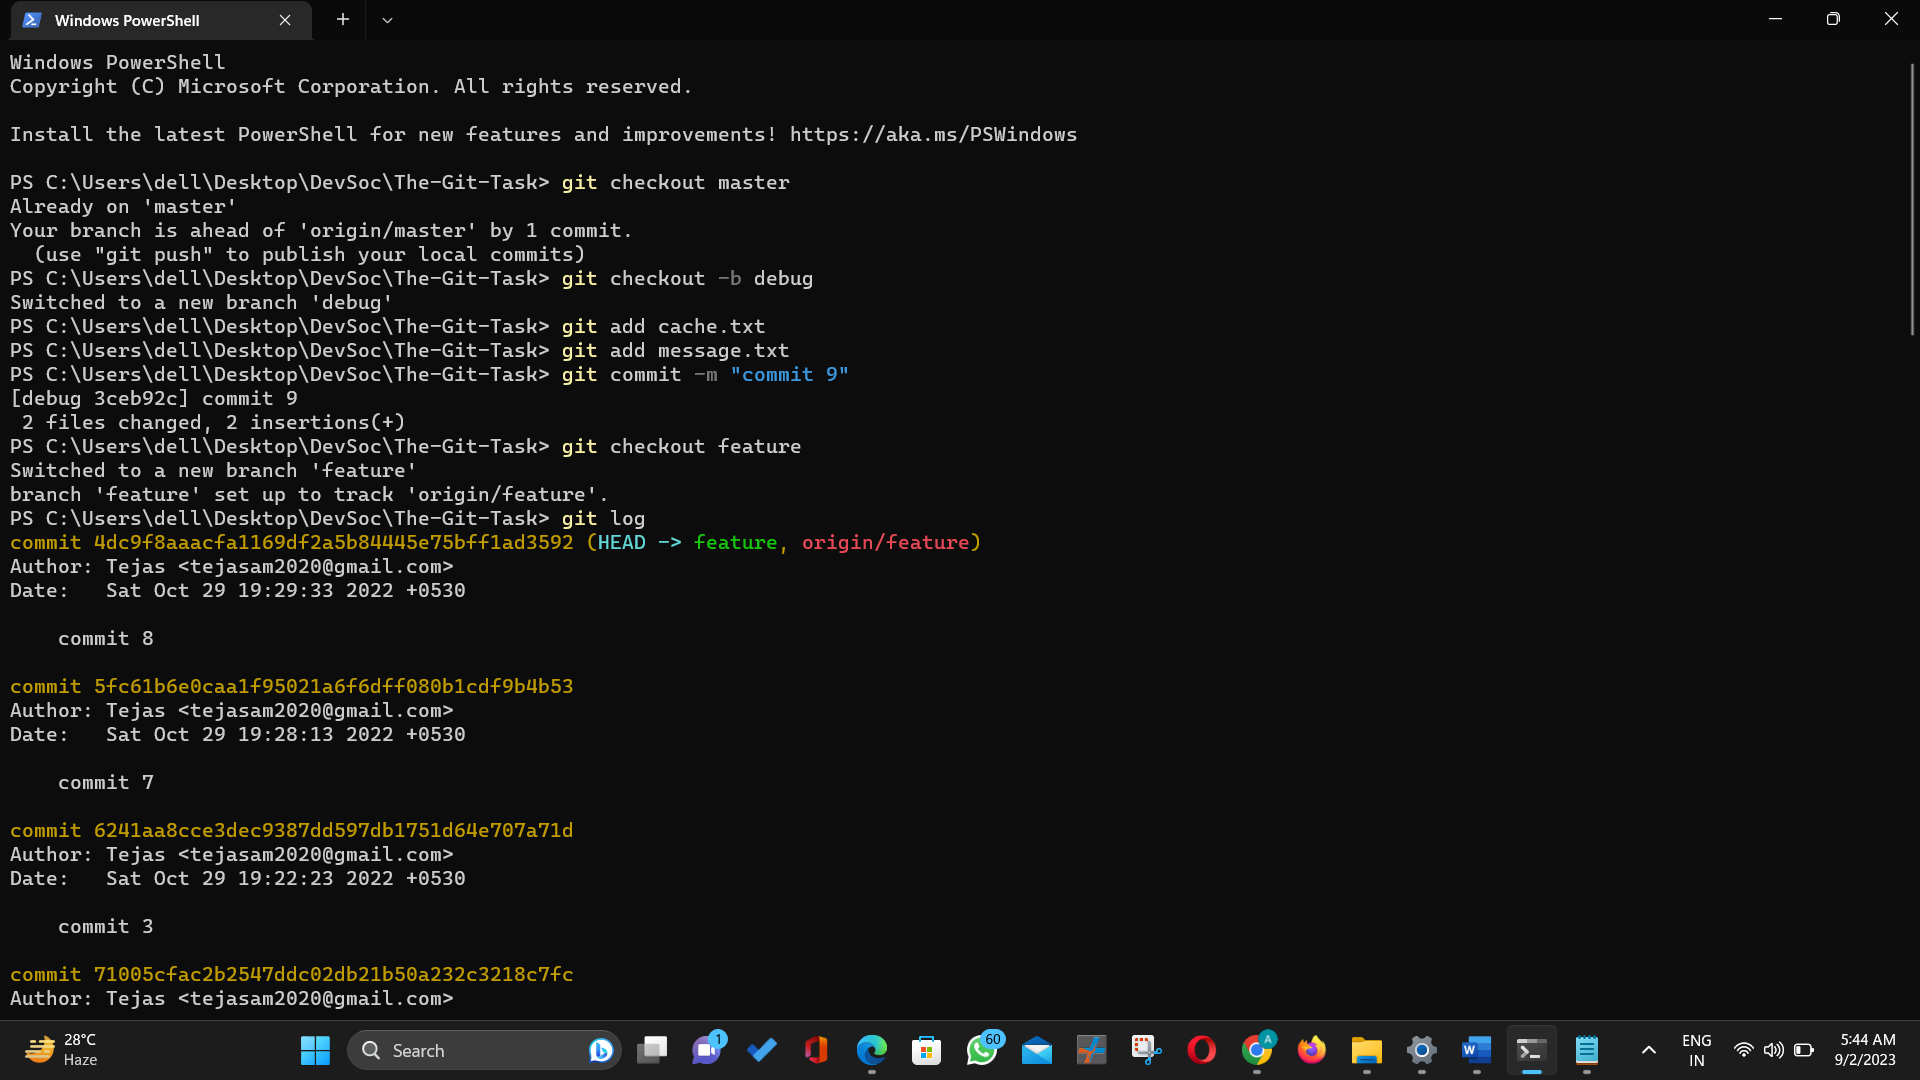 Windows PowerShell
Windows PowerShell
Copyright (C) Microsoft Corporation. All rights reserved.
Install the latest PowerShell for new features and improvements! https://aka.ms/PSWindows
PS C:\Users\dell\Desktop\DevSoc\The-Git-Task> git checkout master
Already on 'master'
Your branch is ahead of 'origin/master' by 1 commit.
  (use "git push" to publish your local commits)
PS C:\Users\dell\Desktop\DevSoc\The-Git-Task> git checkout -b debug
Switched to a new branch 'debug'
PS C:\Users\dell\Desktop\DevSoc\The-Git-Task> git add cache.txt
PS C:\Users\dell\Desktop\DevSoc\The-Git-Task> git add message.txt
PS C:\Users\dell\Desktop\DevSoc\The-Git-Task> git commit -m "commit 9"
[debug 3ceb92c] commit 9
 2 files changed, 2 insertions(+)
PS C:\Users\dell\Desktop\DevSoc\The-Git-Task> git checkout feature
Switched to a new branch 'feature'
branch 'feature' set up to track 'origin/feature'.
PS C:\Users\dell\Desktop\DevSoc\The-Git-Task> git log
commit 4dc9f8aaacfa1169df2a5b84445e75bff1ad3592 (HEAD -> feature, origin/feature)
Author: Tejas <tejasam2020@gmail.com>
Date:   Sat Oct 29 19:29:33 2022 +0530
    commit 8
commit 5fc61b6e0caa1f95021a6f6dff080b1cdf9b4b53
Author: Tejas <tejasam2020@gmail.com>
Date:   Sat Oct 29 19:28:13 2022 +0530
    commit 7
commit 6241aa8cce3dec9387dd597db1751d64e707a71d
Author: Tejas <tejasam2020@gmail.com>
Date:   Sat Oct 29 19:22:23 2022 +0530
    commit 3
commit 71005cfac2b2547ddc02db21b50a232c3218c7fc
Author: Tejas <tejasam2020@gmail.com>
28°C
Haze
Search
1
60
A
W
ENG
IN
5:44 AM
9/2/2023